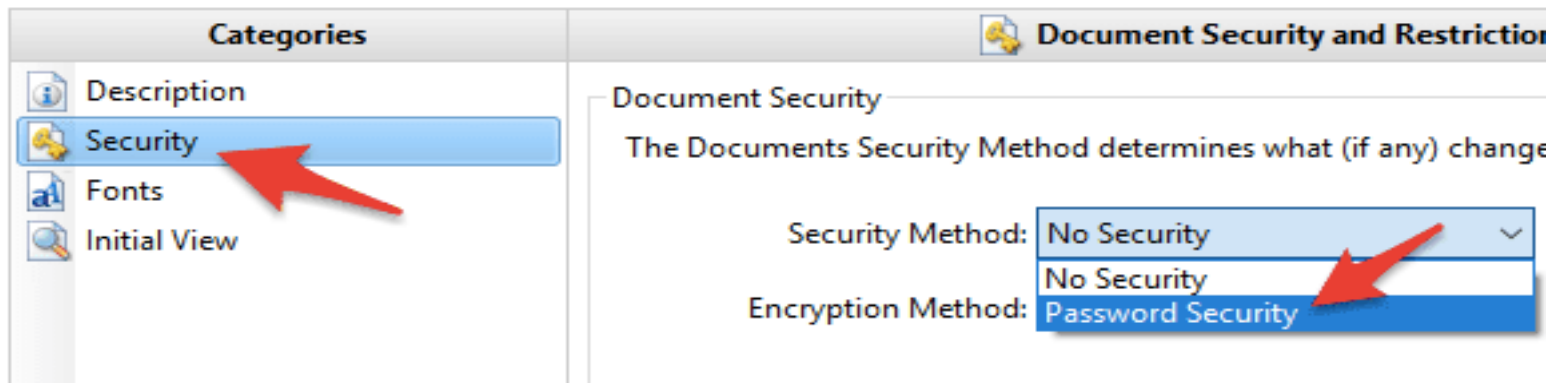 Categories
Document Security and Restriction
Description
Security
Fonts
Initial View
Document Security
The Documents Security Method determines what (if any) change
Security Method: No Security
No Security
Encryption Method: Password Security